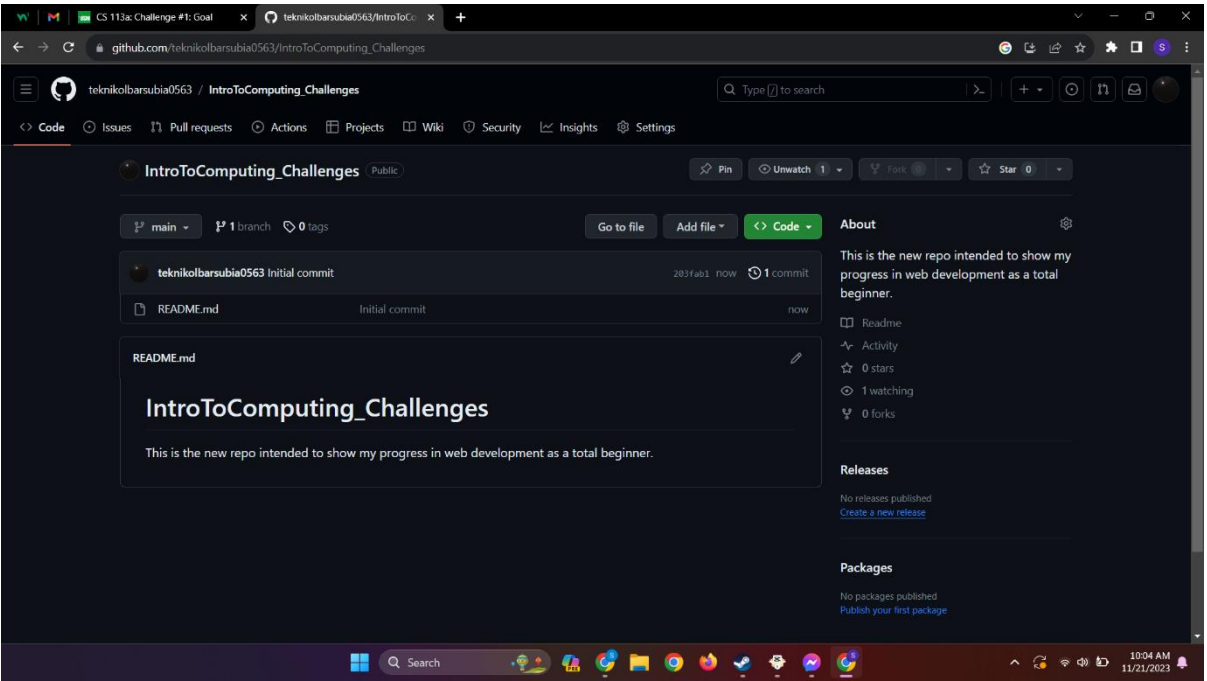 CS 113a: Challenge #1: Goal
teknikolbarsubia0563/IntroToCo
github.com/teknikolbarsubia0563/IntroToComputing_Challenges
S
teknikolbarsubia0563 / IntroToComputing_Challenges
Type / to search
Code Issues Pull requests Actions Projects Wiki Security Insights Settings
IntroToComputing_Challenges Public
Pin Unwatch 1 Fork Star 0
main 1 branch 0 tags
Go to file Add file Code
teknikolbarsubia0563 Initial commit
203fab1 now 1 commit
README.md Initial commit now
README.md
IntroToComputing_Challenges
This is the new repo intended to show my progress in web development as a total beginner.
About
This is the new repo intended to show my
progress in web development as a total
beginner.
Readme
Activity
0 stars
1 watching
0 forks
Releases
No releases published
Create a new release
Packages
No packages published
Publish your first package
Search
10:04 AM
11/21/2023